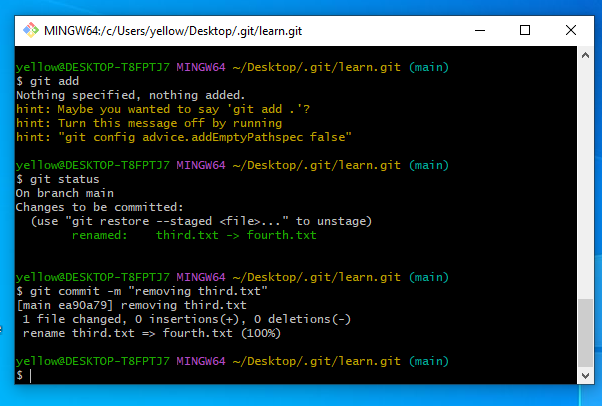 MINGW64:/c/Users/yellow/Desktop/.git/learn.git
yellow@DESKTOP-T8FPTJ7 MINGW64 ~/Desktop/.git/learn.git (main)
$ git add
Nothing specified, nothing added.
hint: Maybe you wanted to say 'git add .'?
hint: Turn this message off by running
hint: "git config advice.addEmptyPathspec false"
yellow@DESKTOP-T8FPTJ7 MINGW64 ~/Desktop/.git/learn.git (main)
$ git status
On branch main
Changes to be committed:
  (use "git restore --staged <file>..." to unstage)
        renamed:    third.txt -> fourth.txt
yellow@DESKTOP-T8FPTJ7 MINGW64 ~/Desktop/.git/learn.git (main)
$ git commit -m "removing third.txt"
[main ea90a79] removing third.txt
 1 file changed, 0 insertions(+), 0 deletions(-)
 rename third.txt => fourth.txt (100%)
yellow@DESKTOP-T8FPTJ7 MINGW64 ~/Desktop/.git/learn.git (main)
$